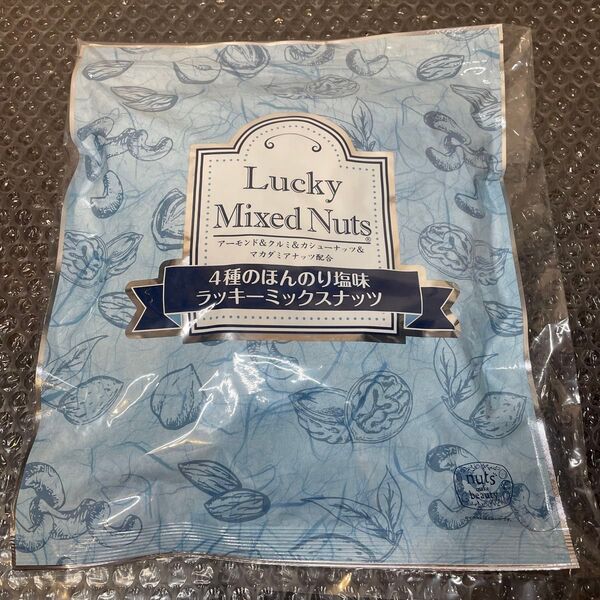 Lucky
Mixed Nuts®
アーモンド&クルミ&カシューナッツ&
マカダミアナッツ配合
4種のほんのり塩味
ラッキーミックスナッツ
nuts
beauty